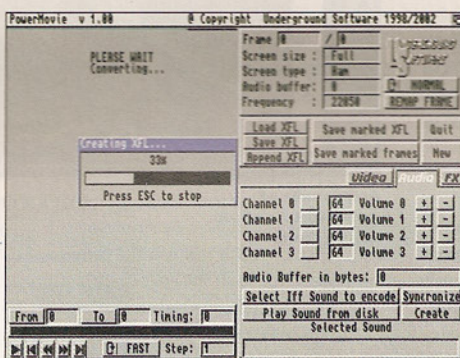 PowerMovie v 1.00 @ Copyright Underground Software 1998/2002
PLEASE WAIT
Converting...
Creating XFL...
33%
Press ESC to stop
From 0 To 0 Timing: 0
FAST Step: 1
Frame 0 / 0
Screen size : Full
Screen type : Ham
Audio buffer: 0
Frequency : 22050
NORMAL
REMAP FRAME
Load XFL Save marked XFL Quit
Save XFL
Append XFL Save marked frames New
Video Audio FX
Channel 0 64 Volume 0 + -
Channel 1 64 Volume 1 + -
Channel 2 64 Volume 2 + -
Channel 3 64 Volume 3 + -
Audio Buffer in bytes: 0
Select Iff Sound to encode Syncronize
Play Sound from disk Create
Selected Sound